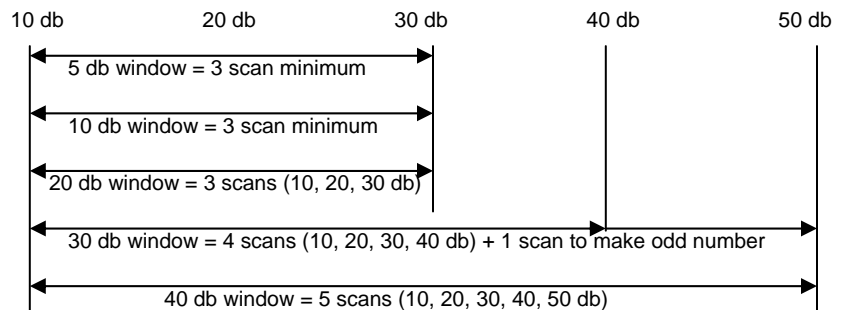 10 db 20 db 30 db 40 db 50 db
5 db window = 3 scan minimum
10 db window = 3 scan minimum
20 db window = 3 scans (10, 20, 30 db)
30 db window = 4 scans (10, 20, 30, 40 db) + 1 scan to make odd number
40 db window = 5 scans (10, 20, 30, 40, 50 db)